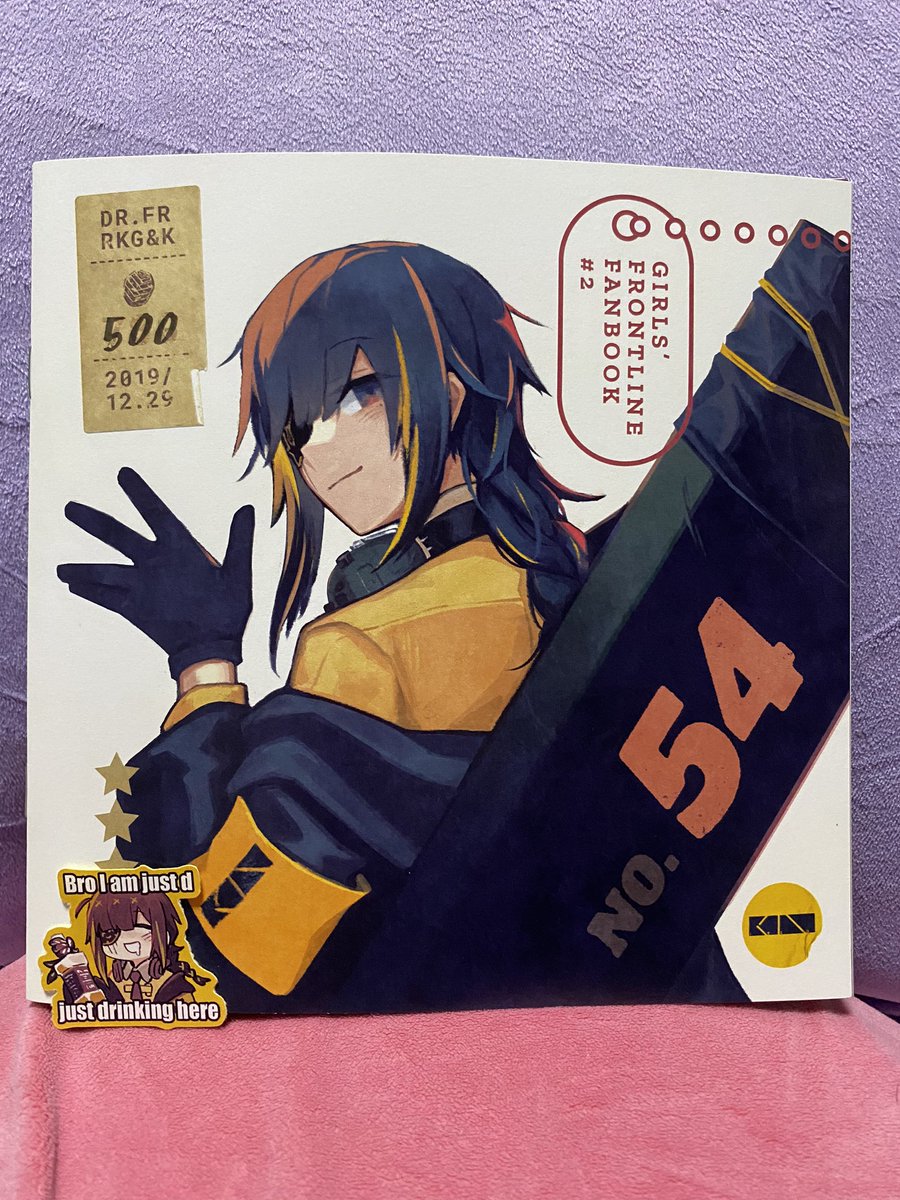 DR.FR
RKG&K
500
2019/
12.29
GIRLS'
FRONTLINE
FANBOOK
#2
NO. 54
Bro I am just d
just drinking here